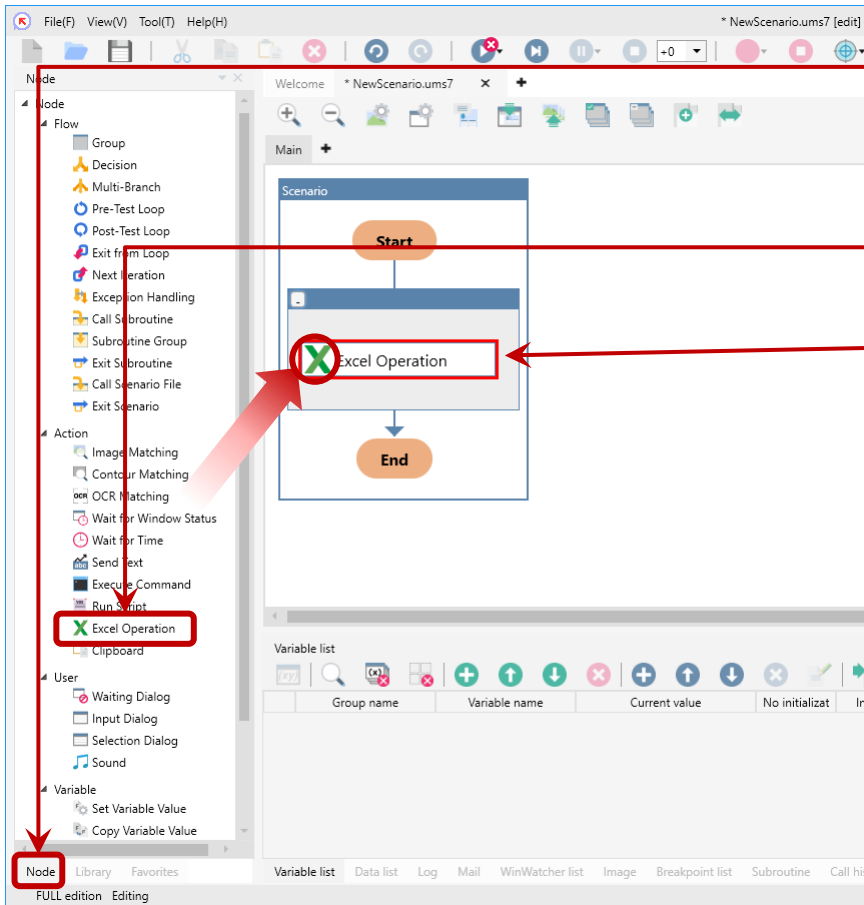 File(F) View(V) Tool(T) Help(H) * NewScenario.ums7 [edit]
+0
Node
Welcome * NewScenario.ums7
Node
Flow
Group
Decision
Multi-Branch
Pre-Test Loop
Post-Test Loop
Exit from Loop
Next Iteration
Exception Handling
Call Subroutine
Subroutine Group
Exit Subroutine
Call Scenario File
Exit Scenario
Action
Image Matching
Contour Matching
OCR OCR Matching
Wait for Window Status
Wait for Time
Send Text
Execute Command
Run Script
Excel Operation
Clipboard
User
Waiting Dialog
Input Dialog
Selection Dialog
Sound
Variable
Set Variable Value
Copy Variable Value
Node Library Favorites
FULL edition Editing
Main
Scenario
Start
Excel Operation
End
Variable list
Group name Variable name Current value No initializat
Variable list Data list Log Mail WinWatcher list Image Breakpoint list Subroutine Call hi